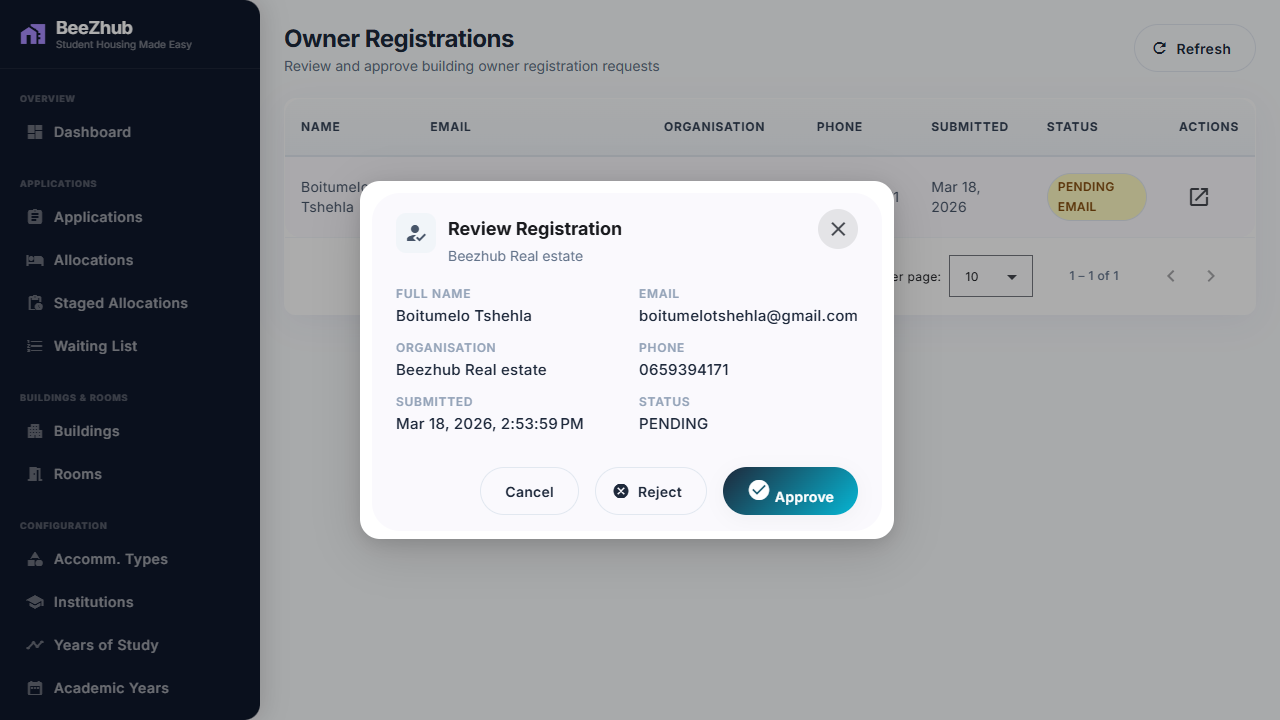 BeeZhub
Student Housing Made Easy
OVERVIEW
Dashboard
APPLICATIONS
Applications
Allocations
Staged Allocations
Waiting List
BUILDINGS & ROOMS
Buildings
Rooms
CONFIGURATION
Accomm. Types
Institutions
Years of Study
Academic Years
Owner Registrations
Review and approve building owner registration requests
Refresh
NAME EMAIL ORGANISATION PHONE SUBMITTED STATUS ACTIONS
Boitumelo
Tshehla
1
Mar 18,
2026
PENDING
EMAIL
er page: 10 1 – 1 of 1
Review Registration
Beezhub Real estate
FULL NAME
Boitumelo Tshehla
EMAIL
boitumelotshehla@gmail.com
ORGANISATION
Beezhub Real estate
PHONE
0659394171
SUBMITTED
Mar 18, 2026, 2:53:59 PM
STATUS
PENDING
Cancel
Reject
Approve